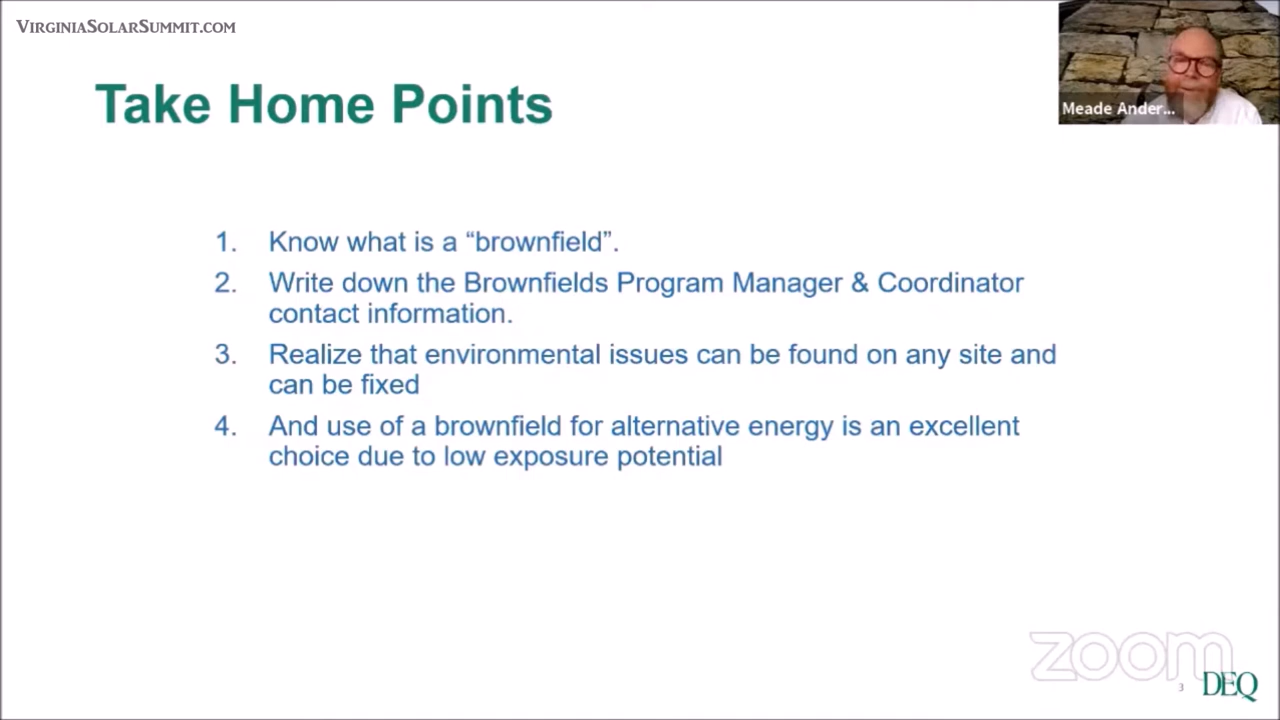 VIRGINIASOLARSUMMIT.COM
Meade Ander...
Take Home Points
1. Know what is a “brownfield”.
2. Write down the Brownfields Program Manager & Coordinator
contact information.
3. Realize that environmental issues can be found on any site and
can be fixed
4. And use of a brownfield for alternative energy is an excellent
choice due to low exposure potential
zoom
3
DEQ